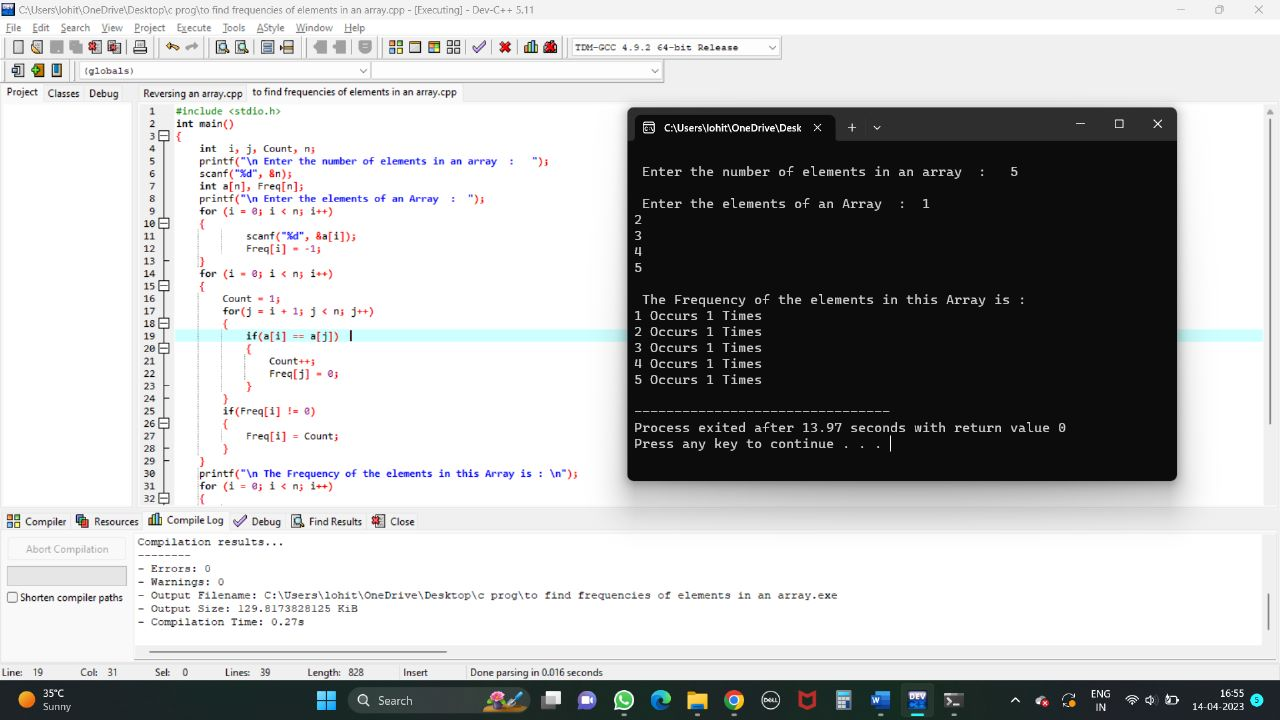 C:\Users\lohit\OneDrive\Desktop\c prog\to find frequencies of elements in an array.cpp - [Executing] - Dev-C++ 5.11
File Edit Search View Project Execute Tools AStyle Window Help
TDM-GCC 4.9.2 64-bit Release
(globals)
Project Classes Debug
Reversing an array.cpp to find frequencies of elements in an array.cpp
1 #include <stdio.h>
2 int main()
3 {
4 int i, j, Count, n;
5 printf("\n Enter the number of elements in an array : ");
6 scanf("%d", &n);
7 int a[n], Freq[n];
8 printf("\n Enter the elements of an Array : ");
9 for (i = 0; i < n; i++)
10 {
11 scanf("%d", &a[i]);
12 Freq[i] = -1;
13 }
14 for (i = 0; i < n; i++)
15 {
16 Count = 1;
17 for(j = i + 1; j < n; j++)
18 {
19 if(a[i] == a[j])
20 {
21 Count++;
22 Freq[j] = 0;
23 }
24 }
25 if(Freq[i] != 0)
26 {
27 Freq[i] = Count;
28 }
29 }
30 printf("\n The Frequency of the elements in this Array is : \n");
31 for (i = 0; i < n; i++)
32 {
C:\Users\lohit\OneDrive\Desk
Enter the number of elements in an array : 5
Enter the elements of an Array : 1
2
3
4
5
The Frequency of the elements in this Array is :
1 Occurs 1 Times
2 Occurs 1 Times
3 Occurs 1 Times
4 Occurs 1 Times
5 Occurs 1 Times
--------------------------------
Process exited after 13.97 seconds with return value 0
Press any key to continue . . .
Compiler Resources Compile Log Debug Find Results Close
Abort Compilation
Shorten compiler paths
Compilation results...
--------
- Errors: 0
- Warnings: 0
- Output Filename: C:\Users\lohit\OneDrive\Desktop\c prog\to find frequencies of elements in an array.exe
- Output Size: 129.8173828125 KiB
- Compilation Time: 0.27s
Line: 19 Col: 31 Sel: 0 Lines: 39 Length: 828 Insert Done parsing in 0.016 seconds
35°C
Sunny
Search
DELL
DEV
ENG
IN
16:55
14-04-2023
5